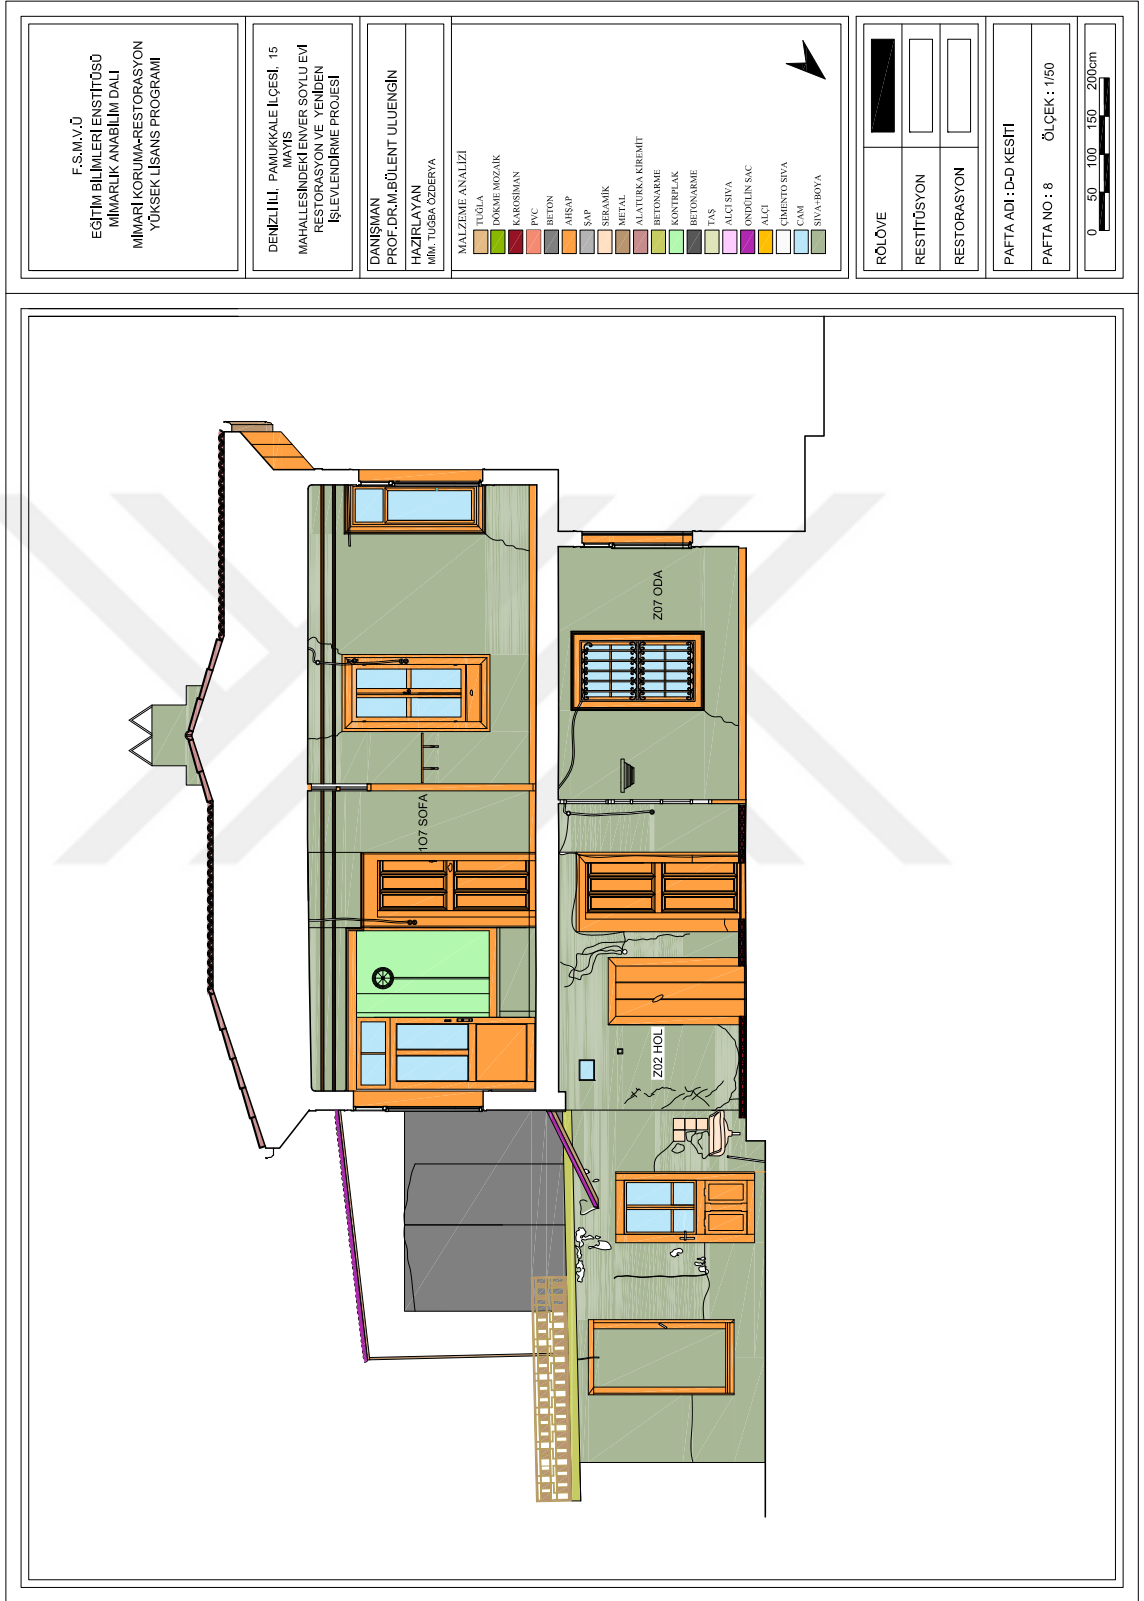 F.S.M.V.Ü
EĞİTİM BİLİMLERİ ENSTİTÜSÜ
MİMARLIK ANABİLİM DALI
MİMARİ KORUMA-RESTORASYON
YÜKSEK LİSANS PROGRAMI
DENİZLİ İLİ, PAMUKKALE İLÇESİ, 15
MAYIS
MAHALLESİNDEKİ ENVER SOYLU EVİ
RESTORASYON VE YENİDEN
İŞLEVLENDİRME PROJESİ
DANIŞMAN
PROF.DR.M.BÜLENT ULUENGİN
HAZIRLAYAN
MİM. TUĞBA ÖZDERYA
MALZEME ANALİZİ
TUĞLA
DÖKME MOZAİK
KAROSİMAN
PVC
BETON
AHŞAP
ŞAP
SERAMİK
METAL
ALATURKA KİREMİT
BETONARME
KONTRPLAK
BETONARME
TAŞ
ALÇI SIVA
ONDÜLİN SAC
ALÇI
ÇİMENTO SIVA
CAM
SIVA+BOYA
RÖLÖVE
RESTİTÜSYON
RESTORASYON
PAFTA ADI : D-D KESİTİ
PAFTA NO : 8 ÖLÇEK : 1/50
0 50 100 150 200cm
107 SOFA
Z07 ODA
Z02 HOL